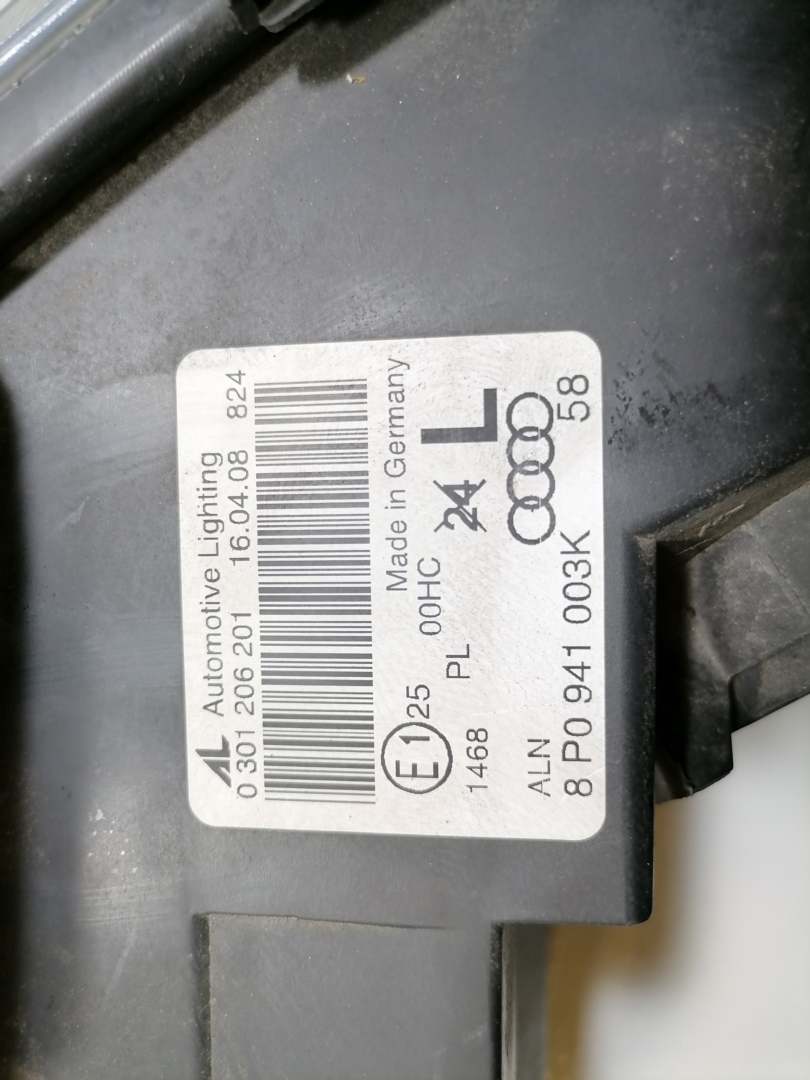 AL Automotive Lighting
0 301 206 201 16.04.08 824
Made in Germany
E1 25 00HC 24 L
1468 PL
ALN
8 P0 941 003K 58